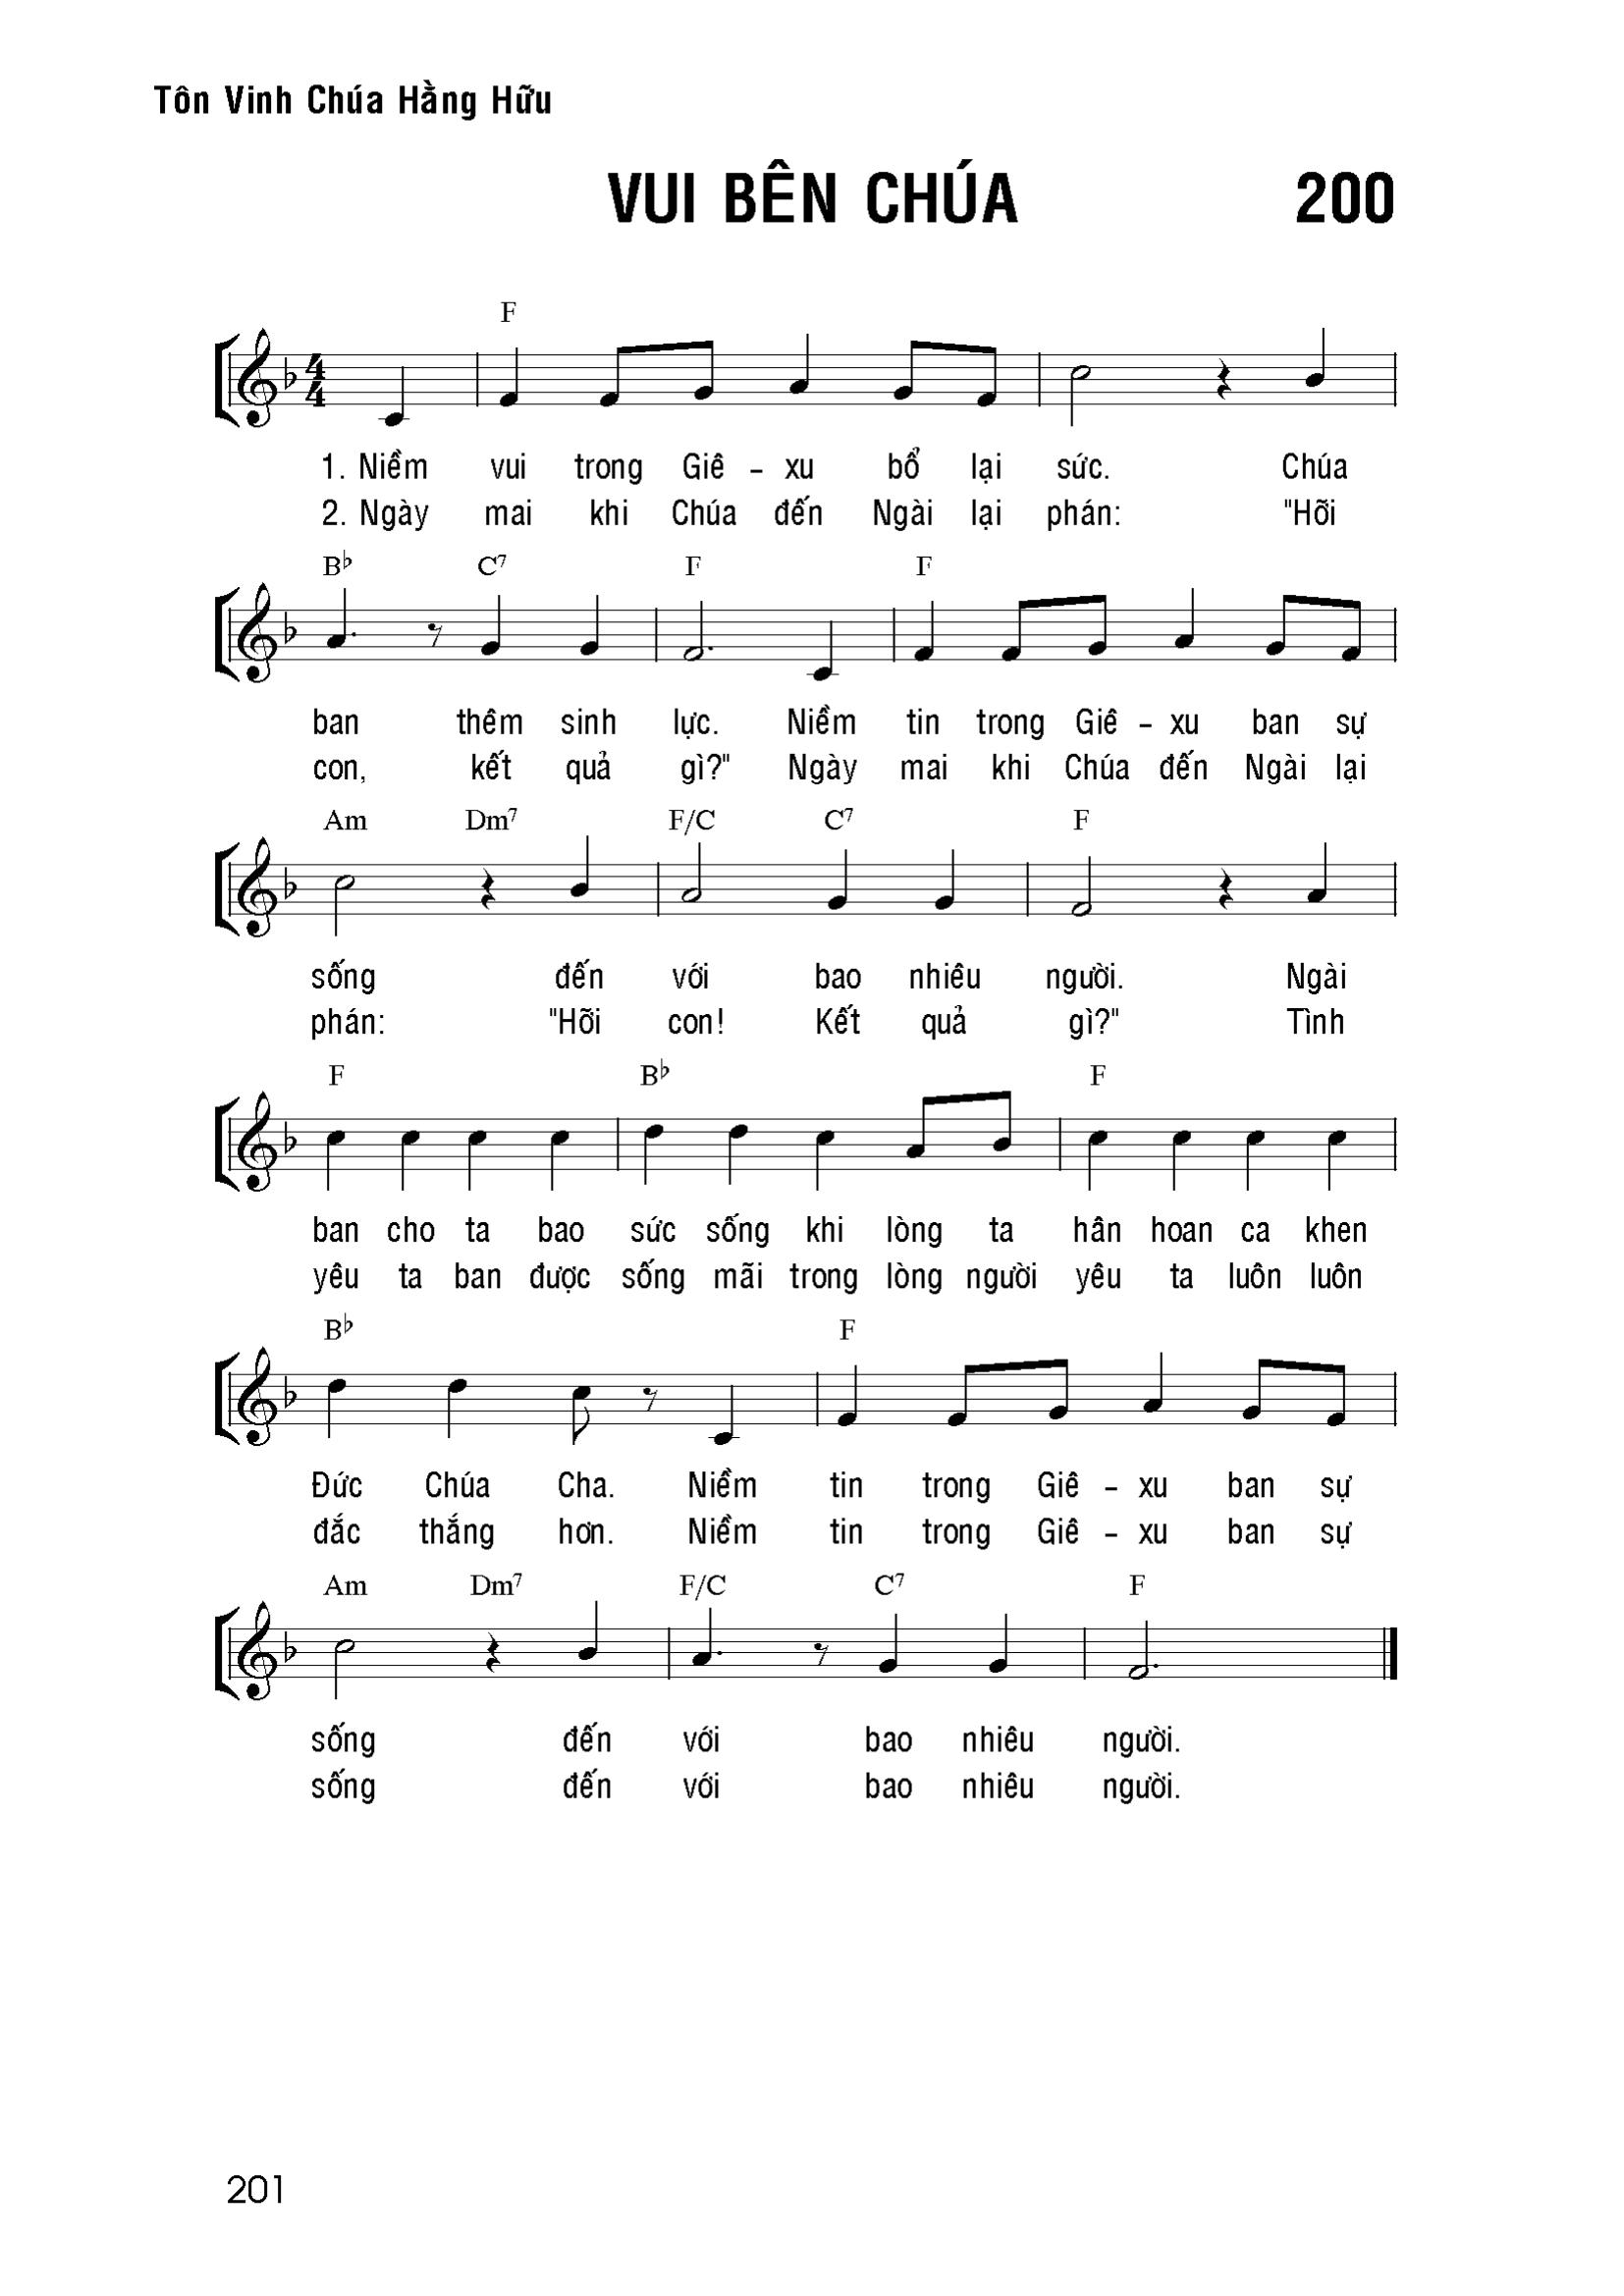 Tôn Vinh Chúa Hằng Hữu
VUI BÊN CHÚA 200
F
1. Niềm vui trong Giê - xu bổ lại sức. Chúa
2. Ngày mai khi Chúa đến Ngài lại phán: "Hỡi
B♭ C7 F F
ban thêm sinh lực. Niềm tin trong Giê - xu ban sự
con, kết quả gì?" Ngày mai khi Chúa đến Ngài lại
Am Dm7 F/C C7 F
sống đến với bao nhiêu người. Ngài
phán: "Hỡi con! Kết quả gì?" Tình
F B♭ F
ban cho ta bao sức sống khi lòng ta hân hoan ca khen
yêu ta ban được sống mãi trong lòng người yêu ta luôn luôn
B♭ F
Đức Chúa Cha. Niềm tin trong Giê - xu ban sự
đắc thắng hơn. Niềm tin trong Giê - xu ban sự
Am Dm7 F/C C7 F
sống đến với bao nhiêu người.
sống đến với bao nhiêu người.
201